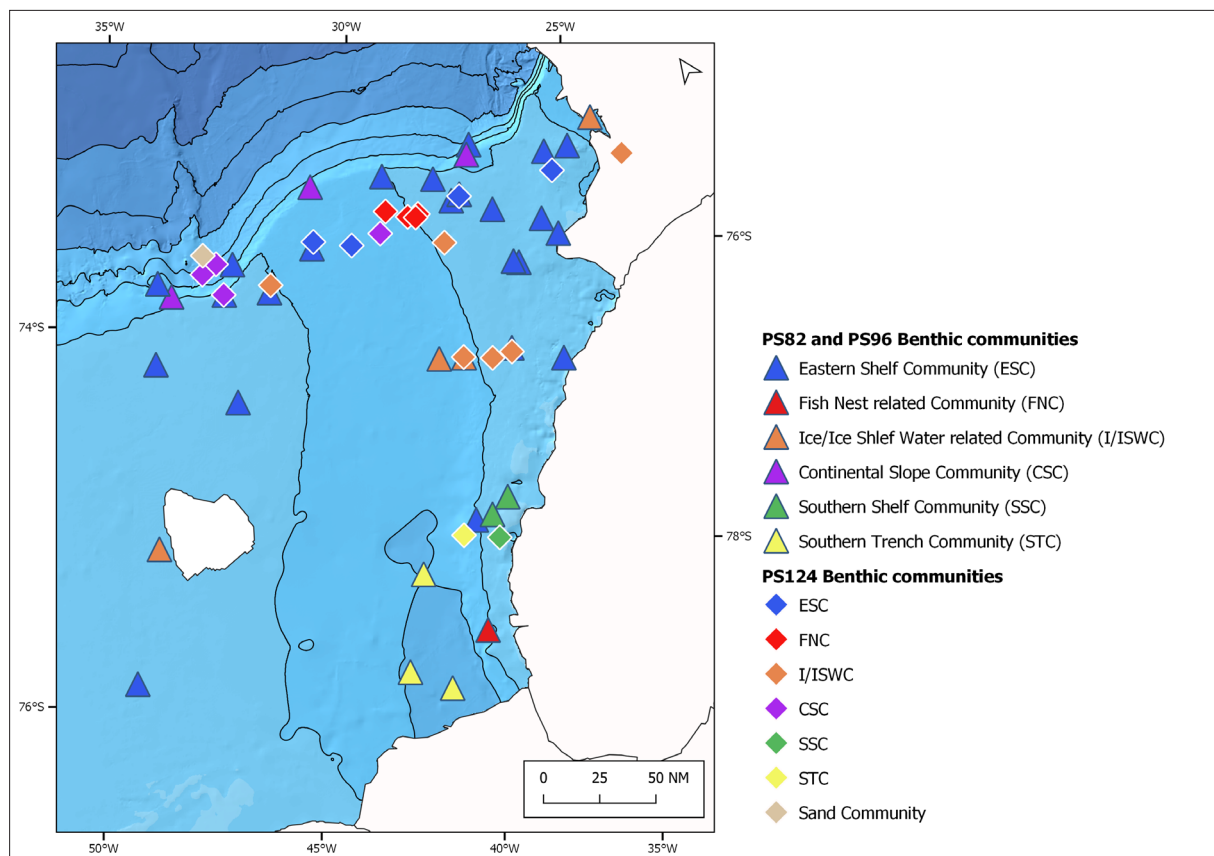 35°W 30°W 25°W
76°S
74°S
PS82 and PS96 Benthic communities
Eastern Shelf Community (ESC)
Fish Nest related Community (FNC)
Ice/Ice Shlef Water related Community (I/ISWC)
Continental Slope Community (CSC)
Southern Shelf Community (SSC)
78°S
Southern Trench Community (STC)
PS124 Benthic communities
ESC
FNC
I/ISWC
CSC
76°S
SSC
STC
Sand Community
0 25 50 NM
50°W 45°W 40°W 35°W